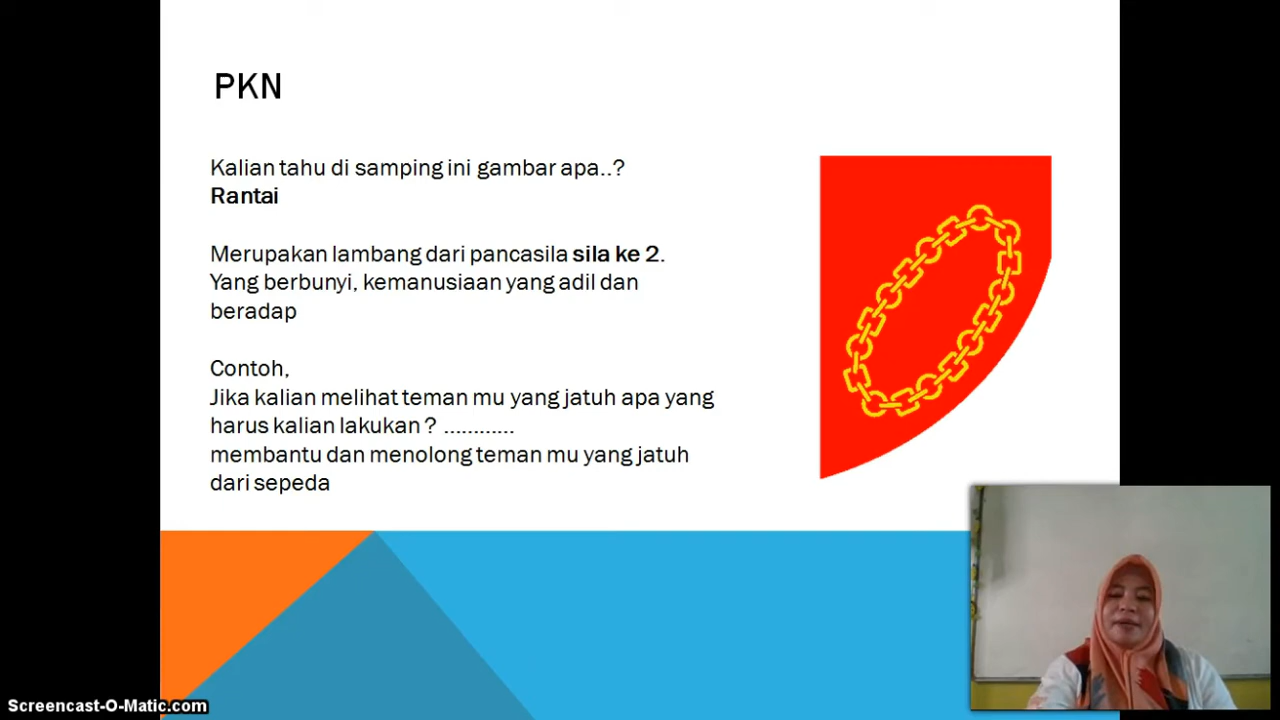 PKN
Kalian tahu di samping ini gambar apa..?
Rantai
Merupakan lambang dari pancasila sila ke 2.
Yang berbunyi, kemanusiaan yang adil dan
beradap
Contoh,
Jika kalian melihat teman mu yang jatuh apa yang
harus kalian lakukan ? ............
membantu dan menolong teman mu yang jatuh
dari sepeda
Screencast-O-Matic.com